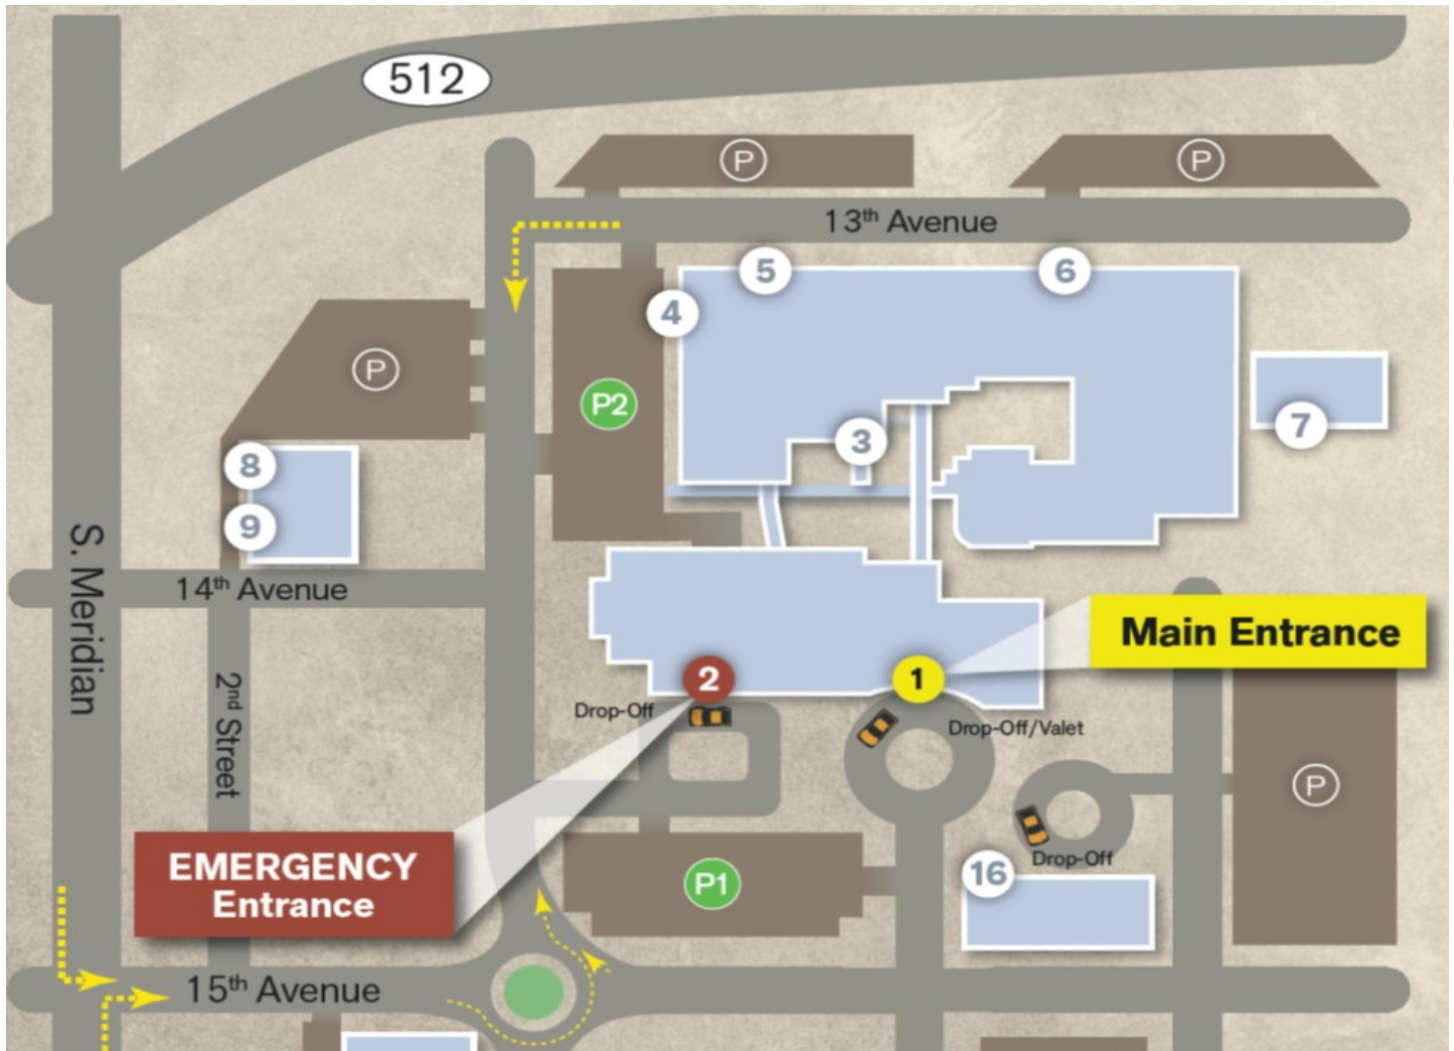 512
P
P
13th Avenue
5
6
4
P
P2
7
3
8
9
S. Meridian
14th Avenue
Main Entrance
2nd Street
2
1
Drop-Off
Drop-Off/Valet
P
EMERGENCY
Entrance
P1
Drop-Off
16
15th Avenue